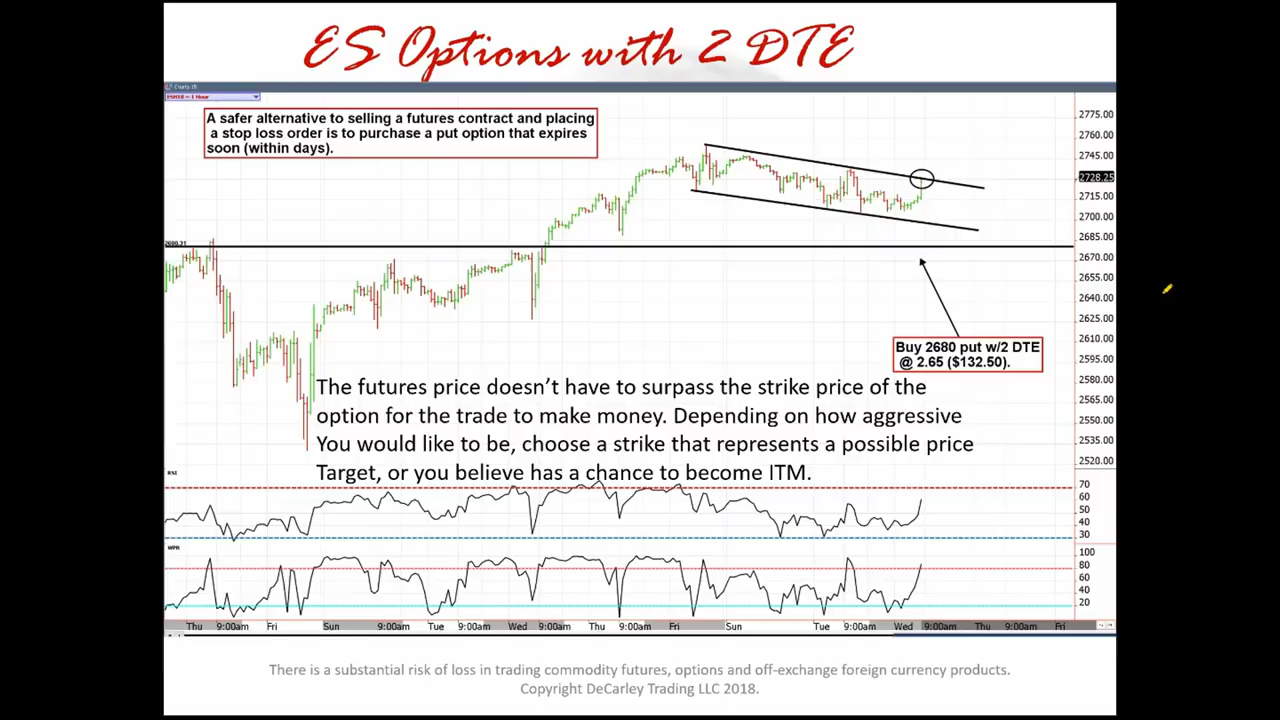 ES Options with 2 DTE
Charts 15
A safer alternative to selling a futures contract and placing
a stop loss order is to purchase a put option that expires
soon (within days).
2775.00
2760.00
2745.00
2728.25
2715.00
2700.00
2685.00
2670.00
2655.00
2640.00
2625.00
2610.00
2595.00
2580.00
2565.00
2550.00
2535.00
2520.00
2680.31
Buy 2680 put w/2 DTE
@ 2.65 ($132.50).
The futures price doesn't have to surpass the strike price of the
option for the trade to make money. Depending on how aggressive
You would like to be, choose a strike that represents a possible price
Target, or you believe has a chance to become ITM.
RSI
70
60
50
40
30
WPR
100
80
60
40
20
Thu 9:00am Fri Sun 9:00am Tue 9:00am Wed 9:00am Thu 9:00am Fri Sun Tue 9:00am Wed 9:00am Thu 9:00am Fri
There is a substantial risk of loss in trading commodity futures, options and off-exchange foreign currency products.
Copyright DeCarley Trading LLC 2018.